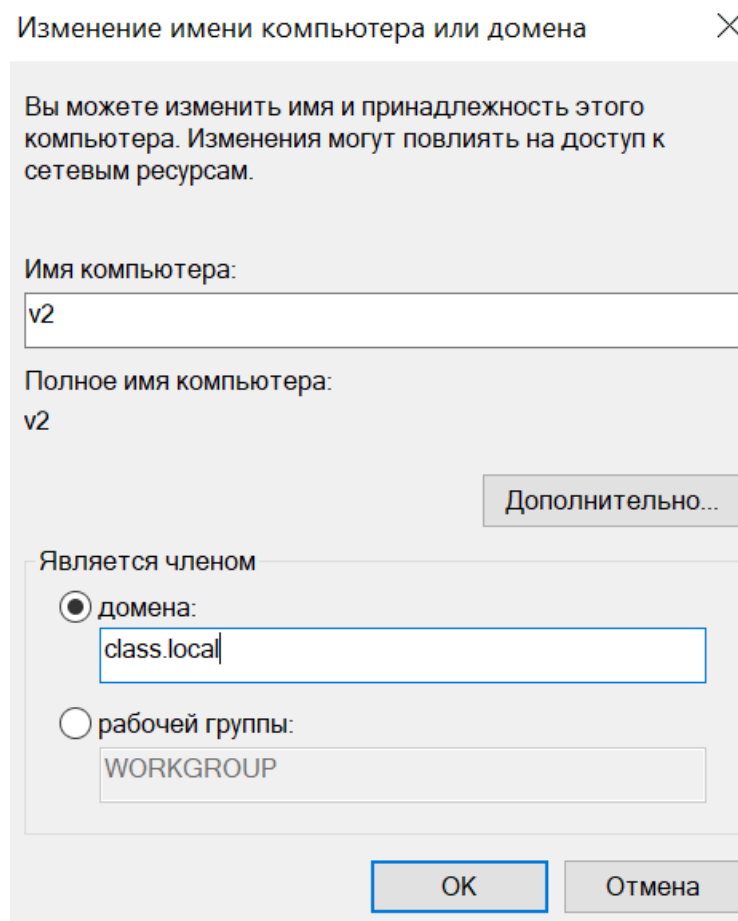 Изменение имени компьютера или домена
Вы можете изменить имя и принадлежность этого
компьютера. Изменения могут повлиять на доступ к
сетевым ресурсам.
Имя компьютера:
v2
Полное имя компьютера:
v2
Дополнительно...
Является членом
домена:
class.local
рабочей группы:
WORKGROUP
OK
Отмена